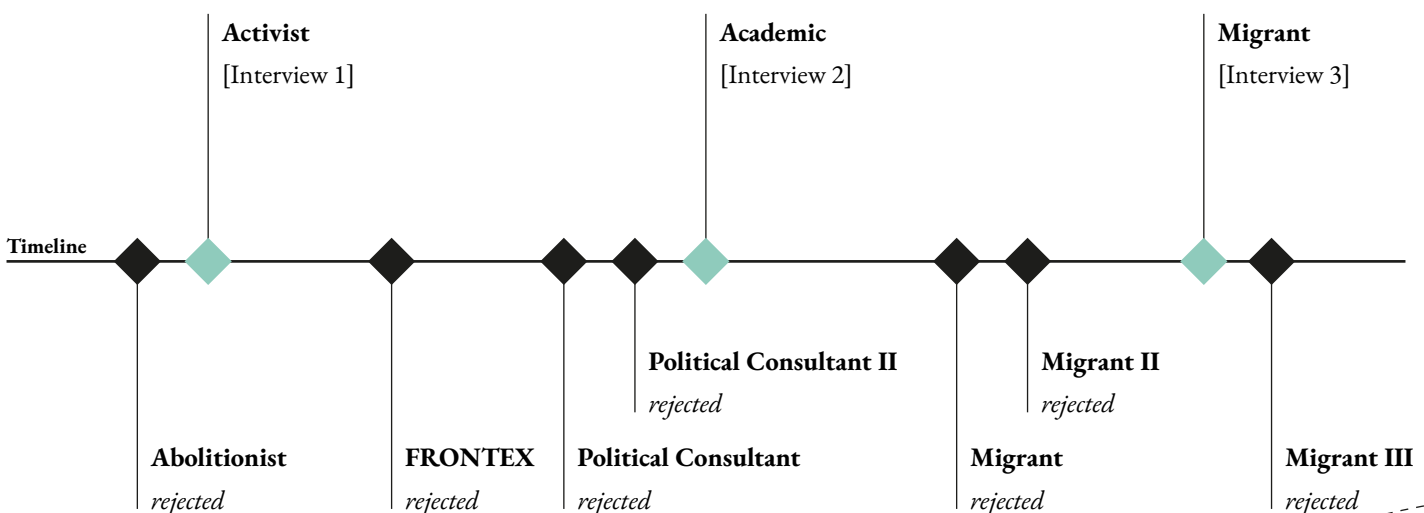 Activist
[Interview 1]
Academic
[Interview 2]
Migrant
[Interview 3]
Timeline
Political Consultant II
rejected
Migrant II
rejected
Abolitionist
rejected
FRONTEX
rejected
Political Consultant
rejected
Migrant
rejected
Migrant III
rejected